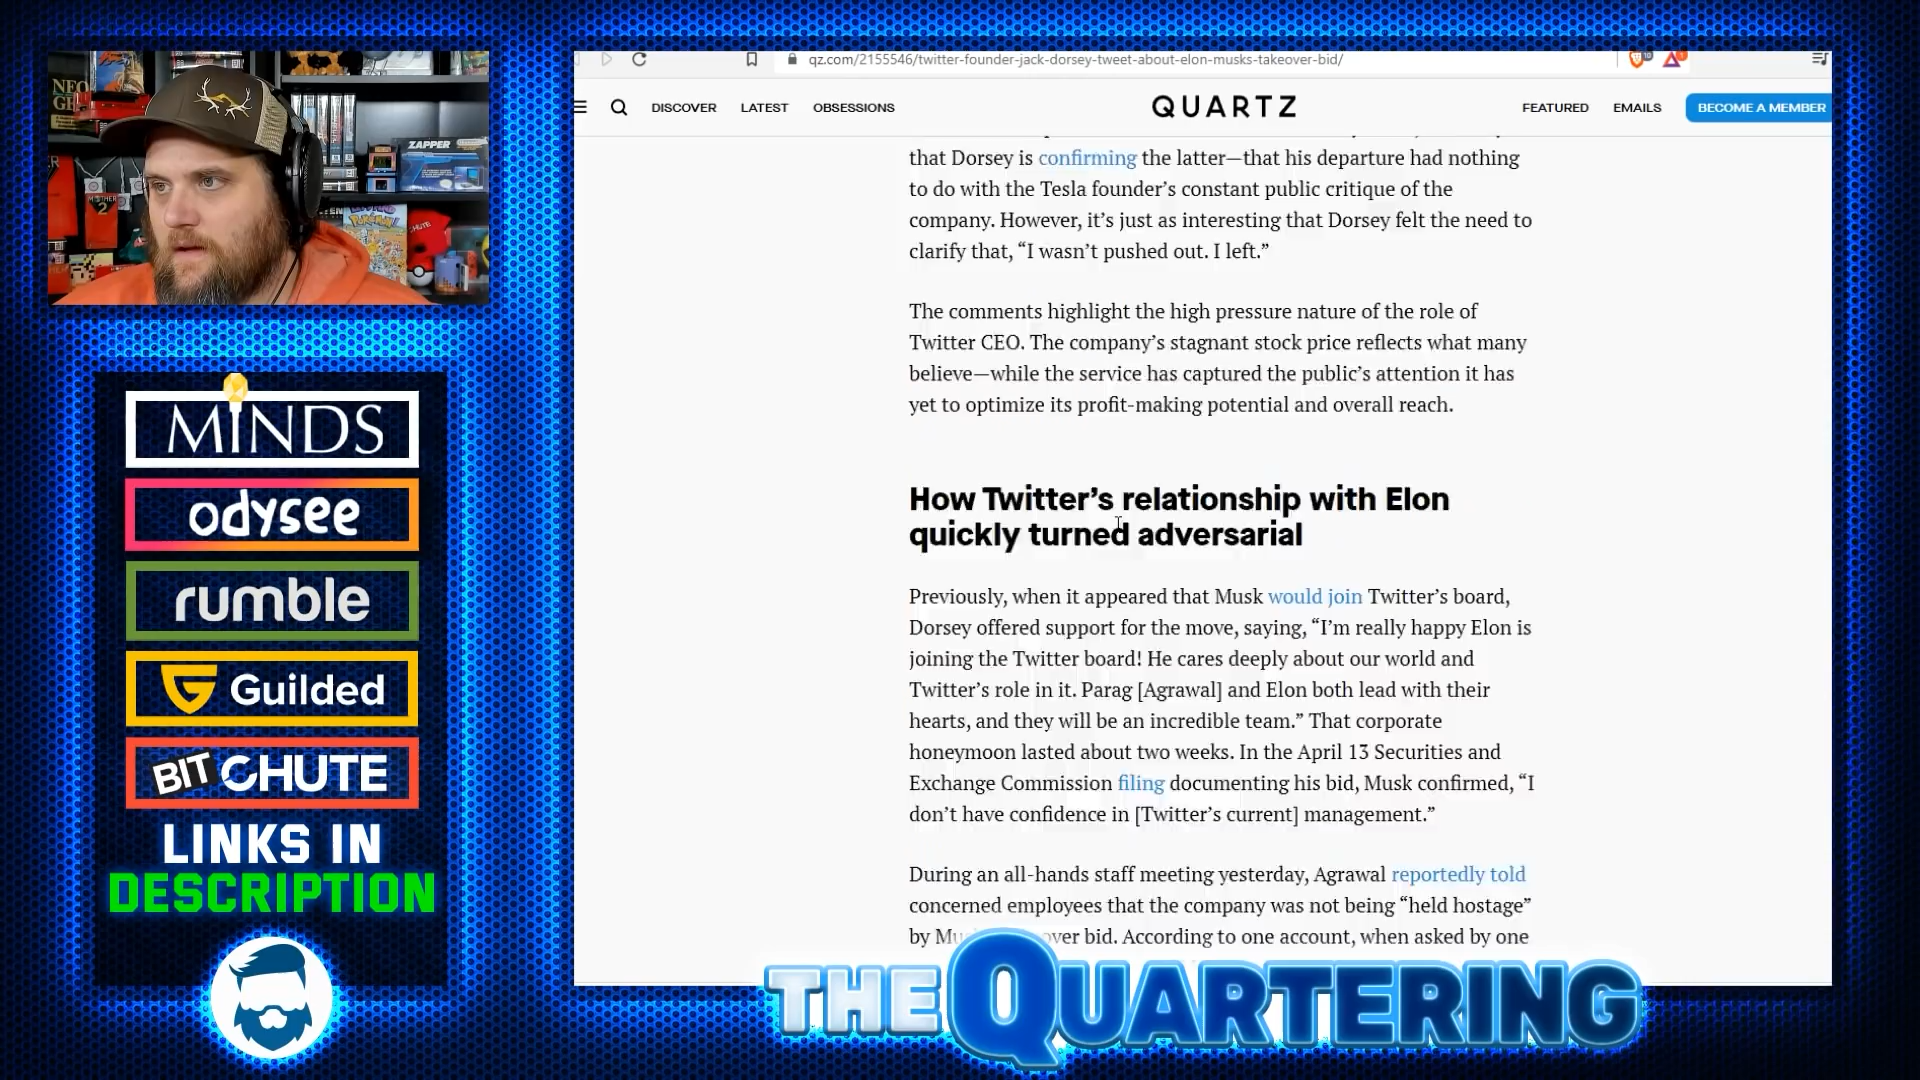 qz.com/2155546/twitter-founder-jack-dorsey-tweet-about-elon-musks-takeover-bid/
DISCOVER LATEST OBSESSIONS QUARTZ FEATURED EMAILS BECOME A MEMBER
that Dorsey is confirming the latter—that his departure had nothing
to do with the Tesla founder’s constant public critique of the
company. However, it’s just as interesting that Dorsey felt the need to
clarify that, “I wasn’t pushed out. I left.”
The comments highlight the high pressure nature of the role of
Twitter CEO. The company’s stagnant stock price reflects what many
believe—while the service has captured the public’s attention it has
yet to optimize its profit-making potential and overall reach.
How Twitter’s relationship with Elon
quickly turned adversarial
Previously, when it appeared that Musk would join Twitter’s board,
Dorsey offered support for the move, saying, “I’m really happy Elon is
joining the Twitter board! He cares deeply about our world and
Twitter’s role in it. Parag [Agrawal] and Elon both lead with their
hearts, and they will be an incredible team.” That corporate
honeymoon lasted about two weeks. In the April 13 Securities and
Exchange Commission filing documenting his bid, Musk confirmed, “I
don’t have confidence in [Twitter’s current] management.”
During an all-hands staff meeting yesterday, Agrawal reportedly told
concerned employees that the company was not being “held hostage”
by over bid. According to one account, when asked by one
NEO
GE
ZAPPER
MOTHER
2
POKéMON
CHUTE
MINDS
odysee
rumble
Guilded
BITCHUTE
LINKS IN
DESCRIPTION
THE QUARTERING